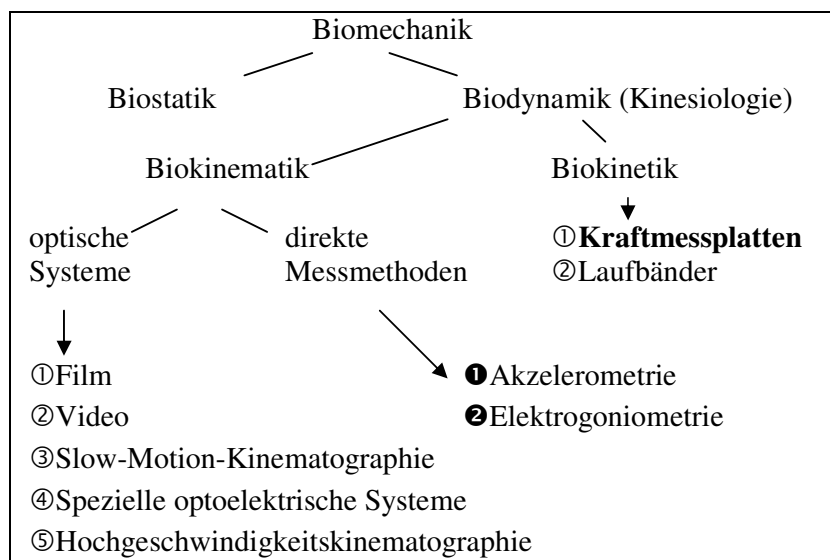 Biomechanik
Biostatik Biodynamik (Kinesiologie)
Biokinematik Biokinetik
optische direkte ①Kraftmessplatten
Systeme Messmethoden ②Laufbänder
①Film ❶Akzelerometrie
②Video ❷Elektrogoniometrie
③Slow-Motion-Kinematographie
④Spezielle optoelektrische Systeme
⑤Hochgeschwindigkeitskinematographie